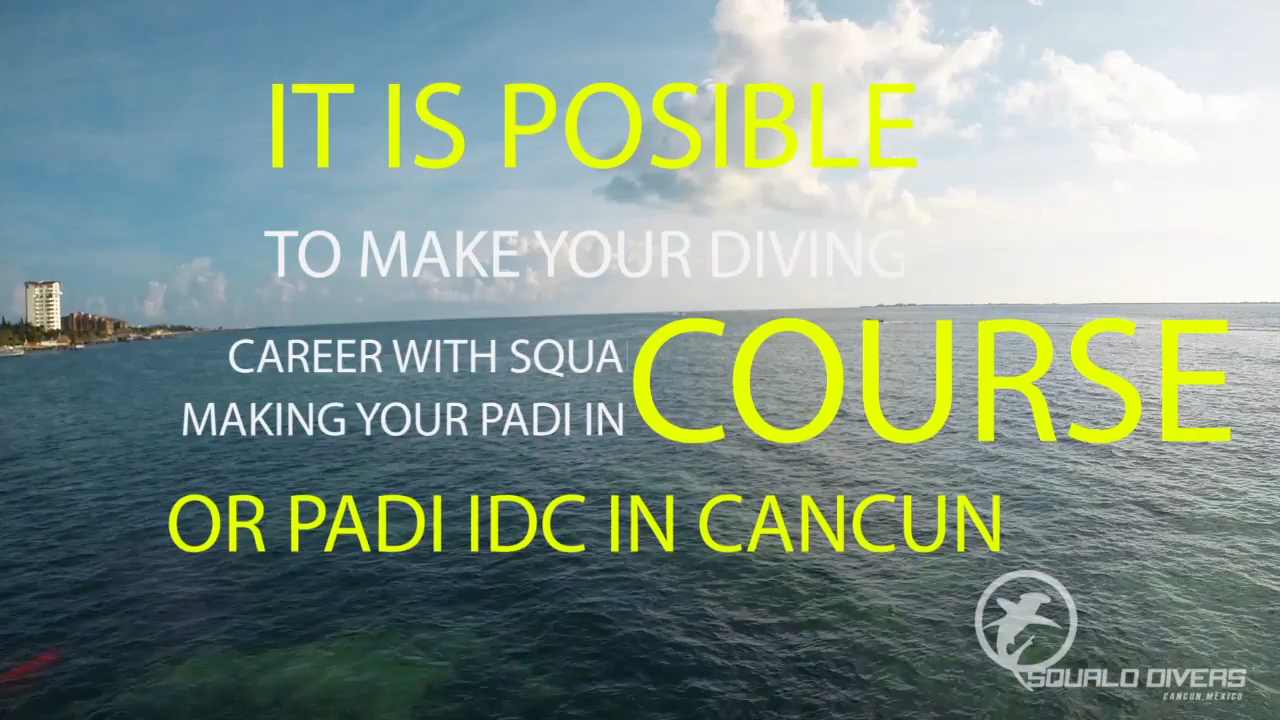 IT IS POSIBLE
TO MAKE YOUR DIVING
CAREER WITH SQUA
MAKING YOUR PADI IN
COURSE
OR PADI IDC IN CANCUN
SQUALO DIVERS
CANCUN, MEXICO